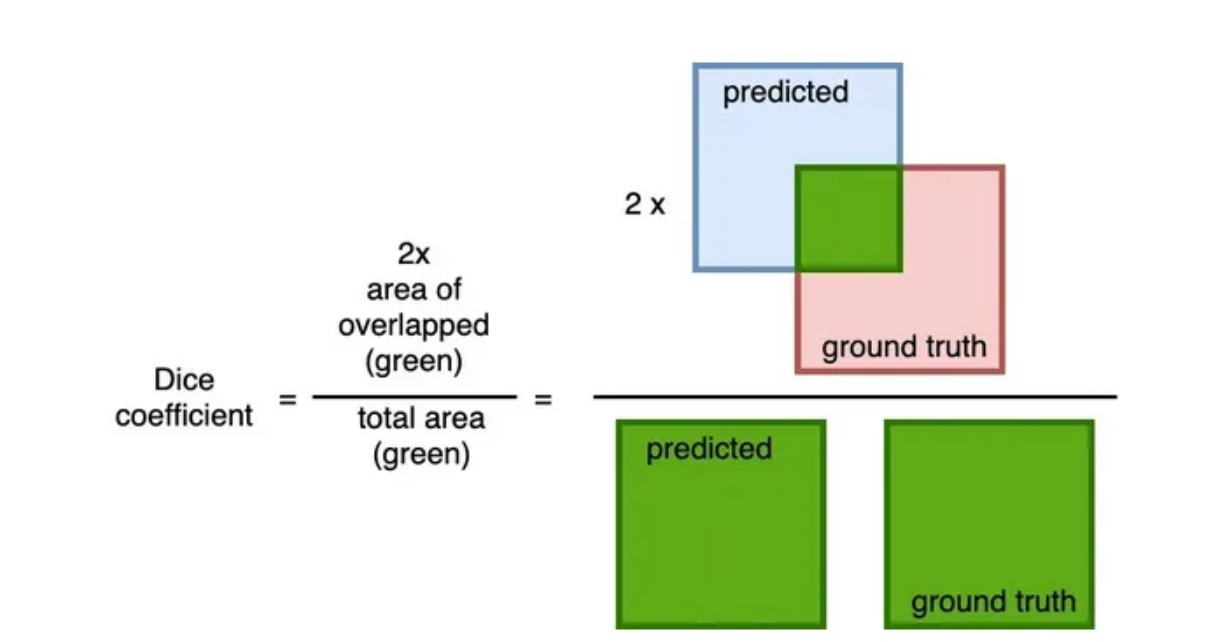 Dice
coefficient
=
2x
area of
overlapped
(green)
total area
(green)
=
2 x
predicted
ground truth
predicted
ground truth